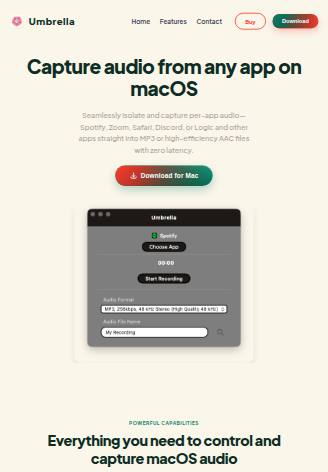 Umbrella
Home Features Contact Buy Download
Capture audio from any app on
macOS
Seamlessly isolate and capture per-app audio—
Spotify, Zoom, Safari, Discord, or Logic and other
apps straight into MP3 or high-efficiency AAC files
with zero latency.
Download for Mac
Umbrella
Spotify
Choose App
00:00
Start Recording
Audio Format
MP3, 256kbps, 48 kHz Stereo (High Quality 48 kHz)
Audio File Name
My Recording
POWERFUL CAPABILITIES
Everything you need to control and
capture macOS audio